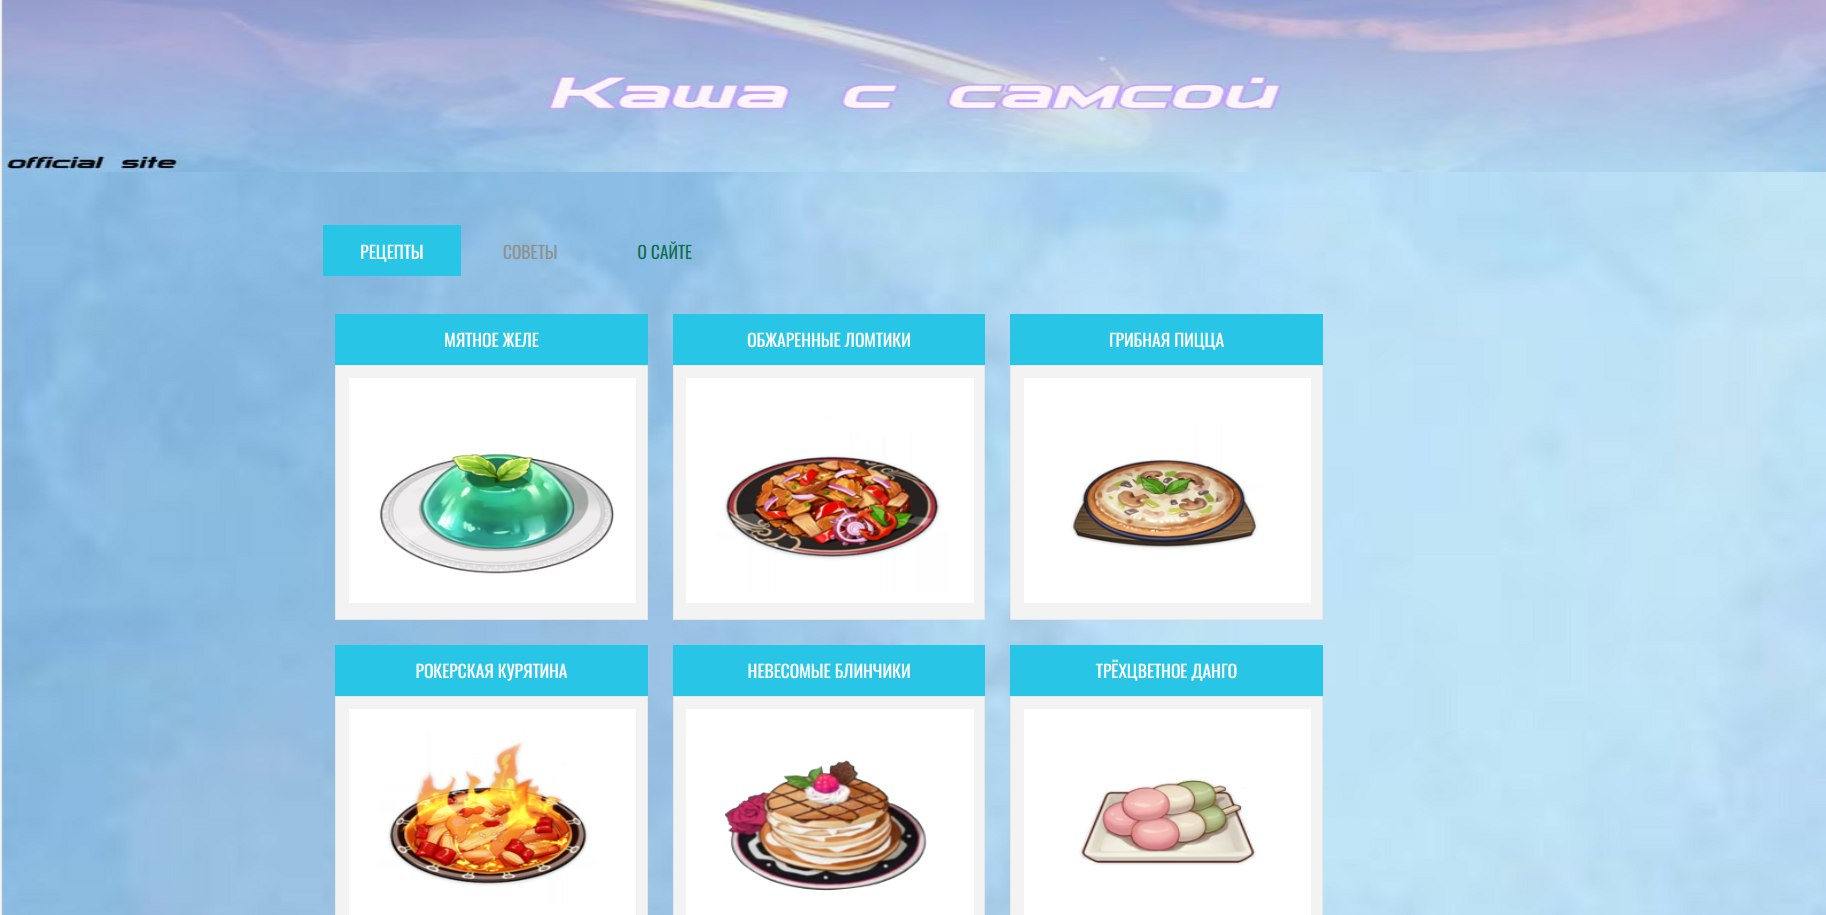 Каша с самсой
official site
РЕЦЕПТЫ СОВЕТЫ О САЙТЕ
МЯТНОЕ ЖЕЛЕ ОБЖАРЕННЫЕ ЛОМТИКИ ГРИБНАЯ ПИЦЦА
РОКЕРСКАЯ КУРЯТИНА НЕВЕСОМЫЕ БЛИНЧИКИ ТРЁХЦВЕТНОЕ ДАНГО